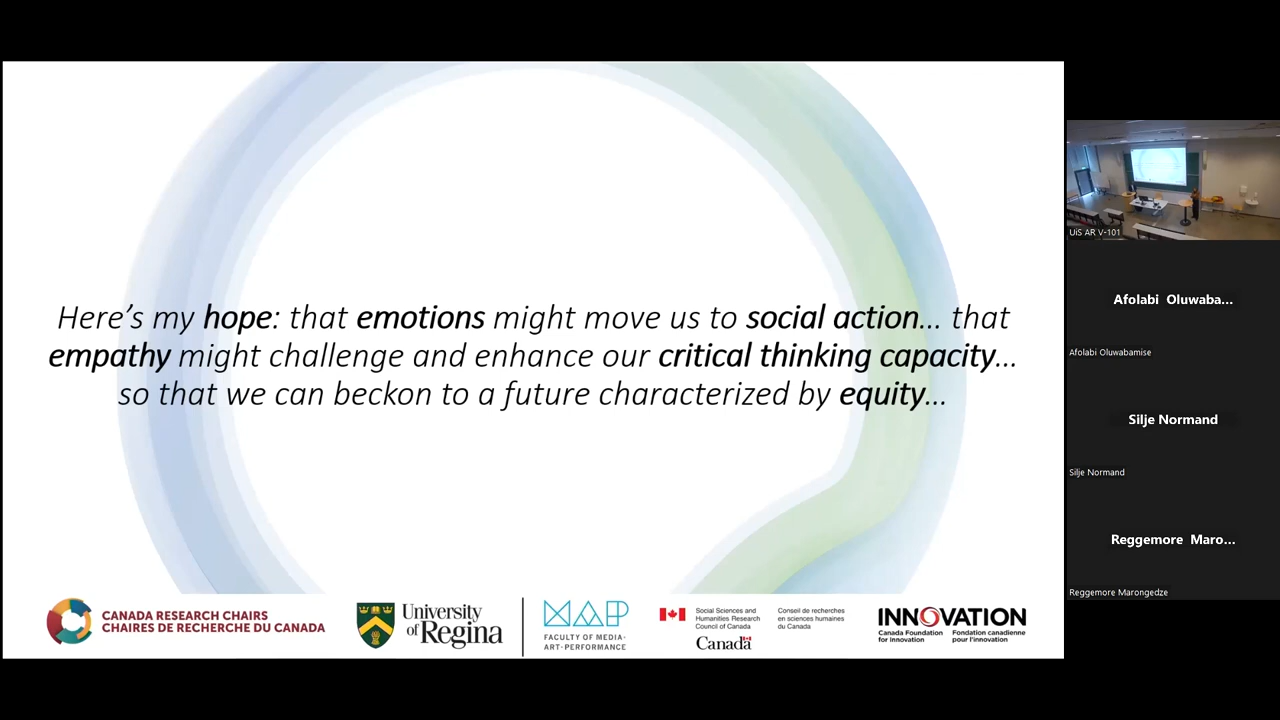 Here's my hope: that emotions might move us to social action... that
empathy might challenge and enhance our critical thinking capacity...
so that we can beckon to a future characterized by equity...
CANADA RESEARCH CHAIRS
CHAIRES DE RECHERCHE DU CANADA
University
of Regina
MAP
FACULTY OF MEDIA·
ART·PERFORMANCE
Social Sciences and
Humanities Research
Council of Canada
Conseil de recherches
en sciences humaines
du Canada
Canada
INNOVATION
Canada Foundation
for Innovation
Fondation canadienne
pour l'innovation
UiS AR V-101
Afolabi Oluwaba...
Afolabi Oluwabamise
Silje Normand
Silje Normand
Reggemore Maro...
Reggemore Marongedze